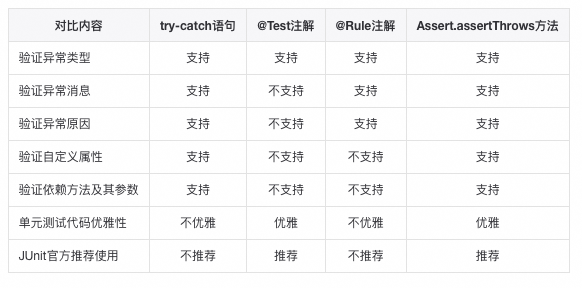 对比内容 try-catch语句 @Test注解 @Rule注解 Assert.assertThrows方法
验证异常类型 支持 支持 支持 支持
验证异常消息 支持 不支持 支持 支持
验证异常原因 支持 不支持 支持 支持
验证自定义属性 支持 不支持 不支持 支持
验证依赖方法及其参数 支持 不支持 不支持 支持
单元测试代码优雅性 不优雅 优雅 不优雅 优雅
JUnit官方推荐使用 不推荐 推荐 不推荐 推荐